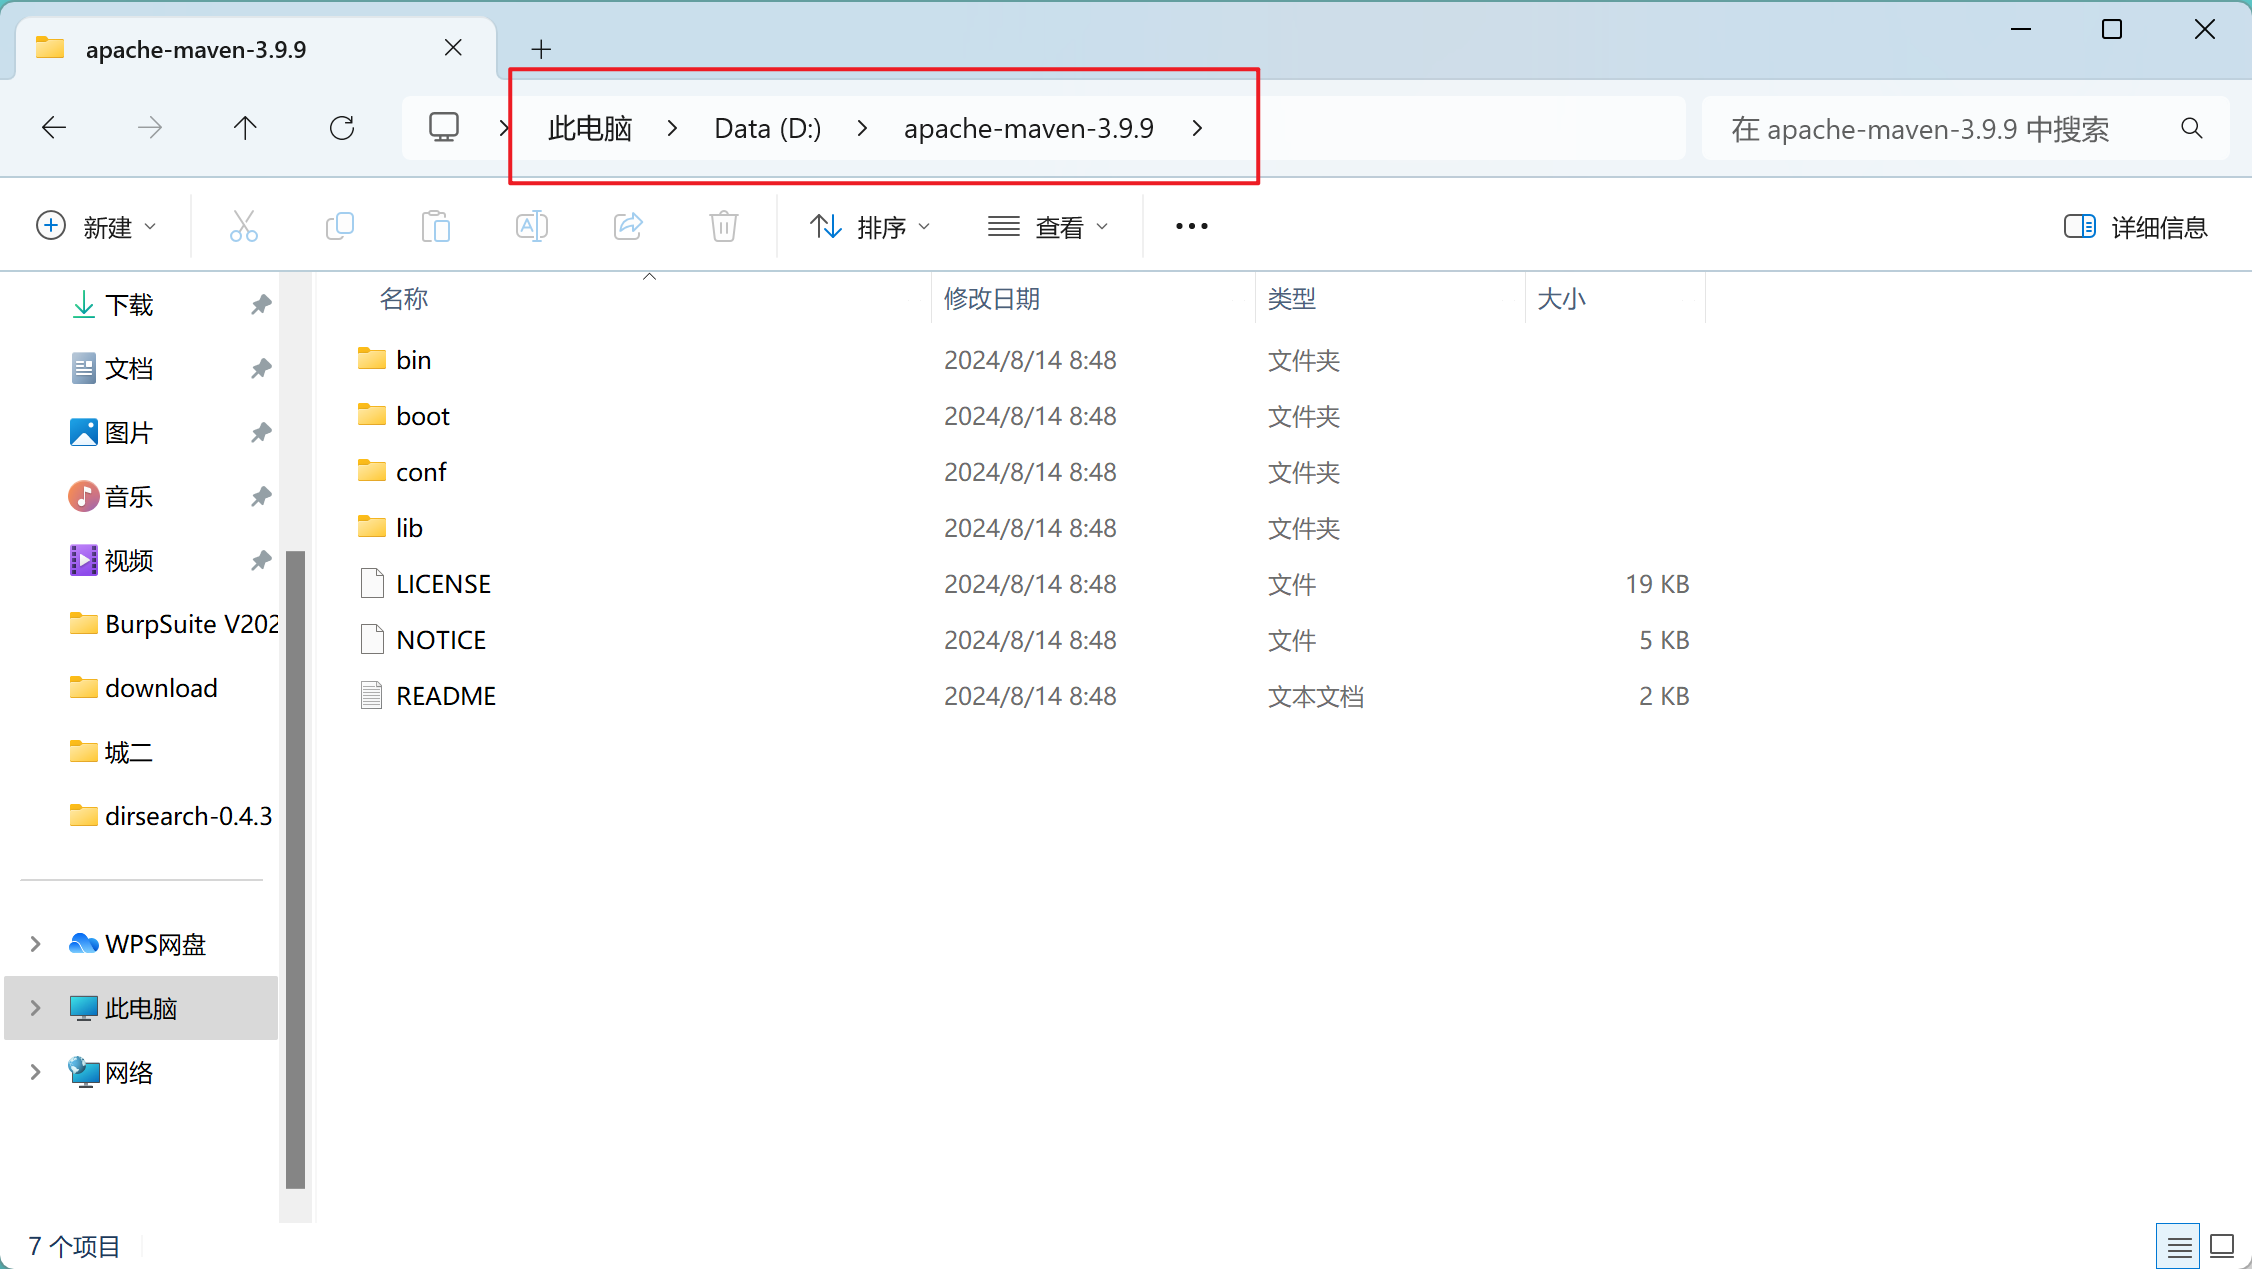 apache-maven-3.9.9
此电脑 > Data (D:) > apache-maven-3.9.9 >
在 apache-maven-3.9.9 中搜索
新建 排序 查看 详细信息
名称 修改日期 类型 大小
下载
文档
图片
音乐
视频
BurpSuite V202
download
城二
dirsearch-0.4.3
WPS网盘
此电脑
网络
bin 2024/8/14 8:48 文件夹
boot 2024/8/14 8:48 文件夹
conf 2024/8/14 8:48 文件夹
lib 2024/8/14 8:48 文件夹
LICENSE 2024/8/14 8:48 文件 19 KB
NOTICE 2024/8/14 8:48 文件 5 KB
README 2024/8/14 8:48 文本文档 2 KB
7 个项目